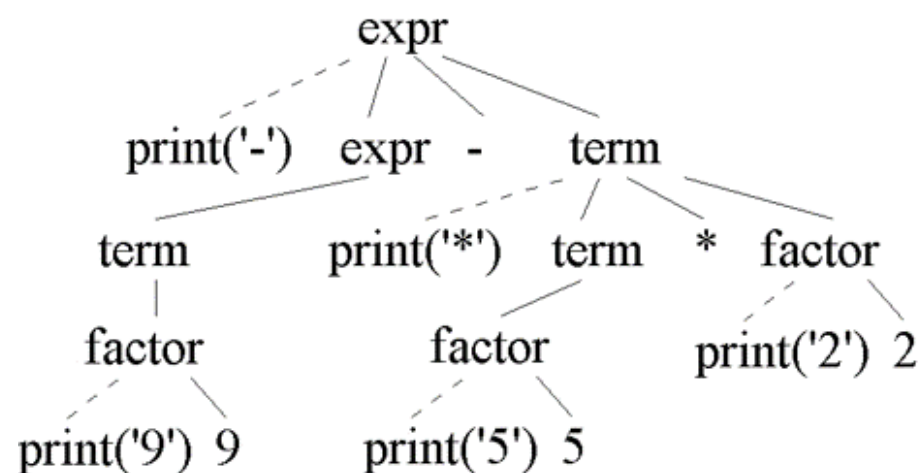 expr
print('-') expr - term
term print('*') term * factor
factor factor print('2') 2
print('9') 9 print('5') 5